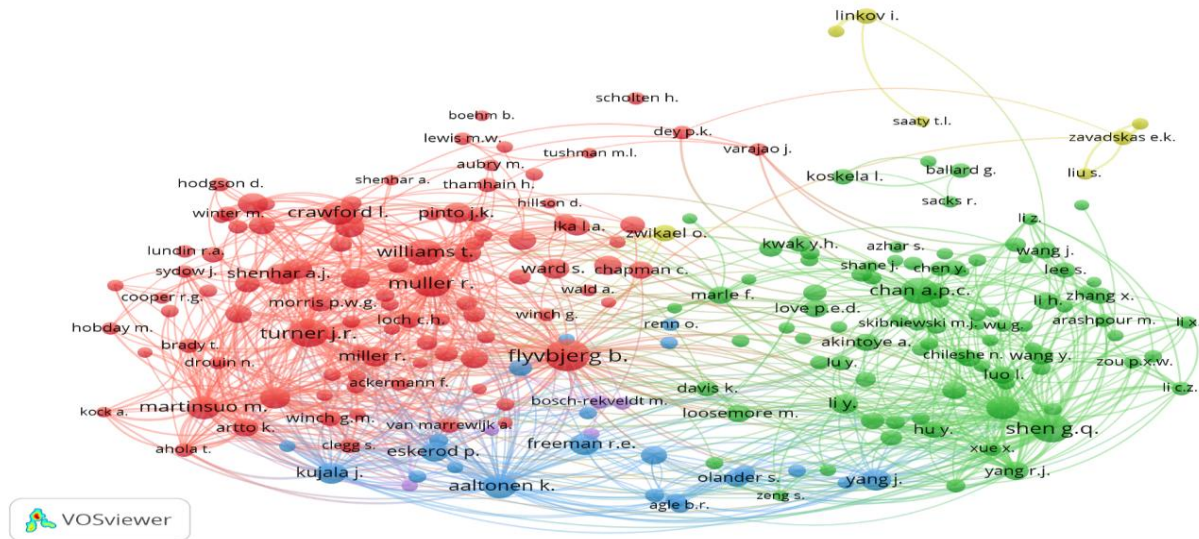 linkov i.
scholten h.
boehm b.
saaty t.l.
lewis m.w.
dey p.k.
zavadskas e.k.
tushman m.l.
varajao j.
aubry m.
ballard g.
liu s.
shenhar a.
koskela l.
hodgson d.
thamhain h.
hillson d.
sacks r.
winter m.
crawford l.
pinto j.k.
ika l.a.
zwikael o.
li z.
lundin r.a.
williams t.
kwak y.h.
azhar s.
wang j.
sydow j.
shenhar a.j.
muller r.
ward s.
chapman c.
shane j.
chen y.
lee s.
cooper r.g.
morris p.w.g.
wald a.
marle f.
chan a.p.c.
li h.
zhang x.
hobday m.
turner j.r.
loch c.h.
winch g.
renn o.
love p.e.d.
skibniewski m.j.
wu g.
arashpour m.
li x
brady t.
miller r.
flyvbjerg b.
akintoye a.
chileshe n.
wang y.
zou p.x.w.
drouin n.
lu y.
luo l.
ackermann f.
davis k.
li c.z.
kock a.
martinsuo m.
bosch-rekveldt m.
li y.
artto k.
winch g.m.
van marrewijk a.
loosemore m.
hu y.
shen g.q.
ahola t.
clegg s.
eskerod p.
freeman r.e.
xue x.
kujala j.
aaltonen k.
olander s.
yang j.
yang r.j.
agle b.r.
zeng s.
VOSviewer